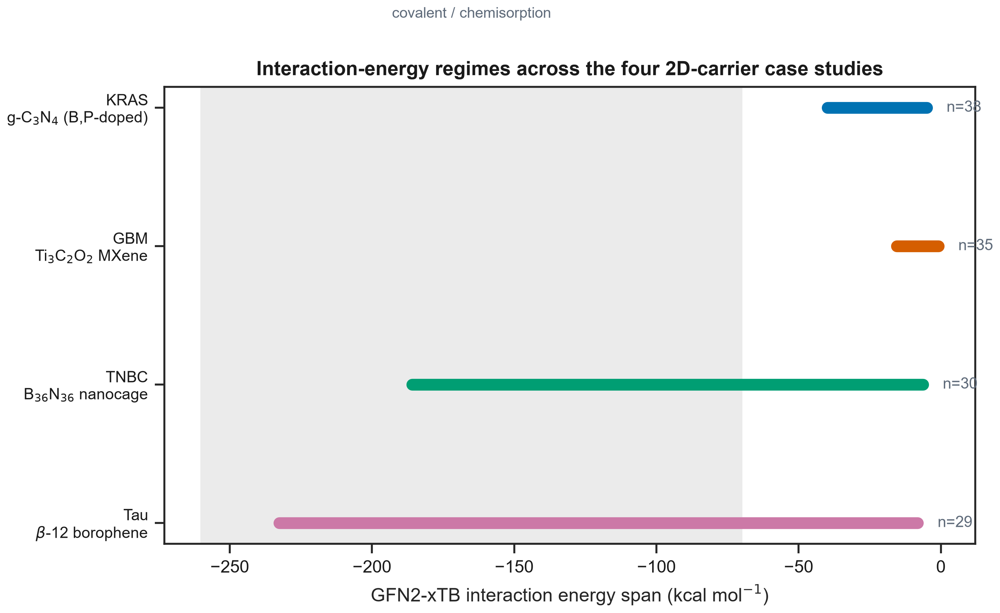 covalent / chemisorption
Interaction-energy regimes across the four 2D-carrier case studies
KRAS
g-C₃N₄ (B,P-doped)
n=38
GBM
Ti₃C₂O₂ MXene
n=35
TNBC
B₃₆N₃₆ nanocage
n=30
Tau
β-12 borophene
n=29
−250 −200 −150 −100 −50 0
GFN2-xTB interaction energy span (kcal mol⁻¹)